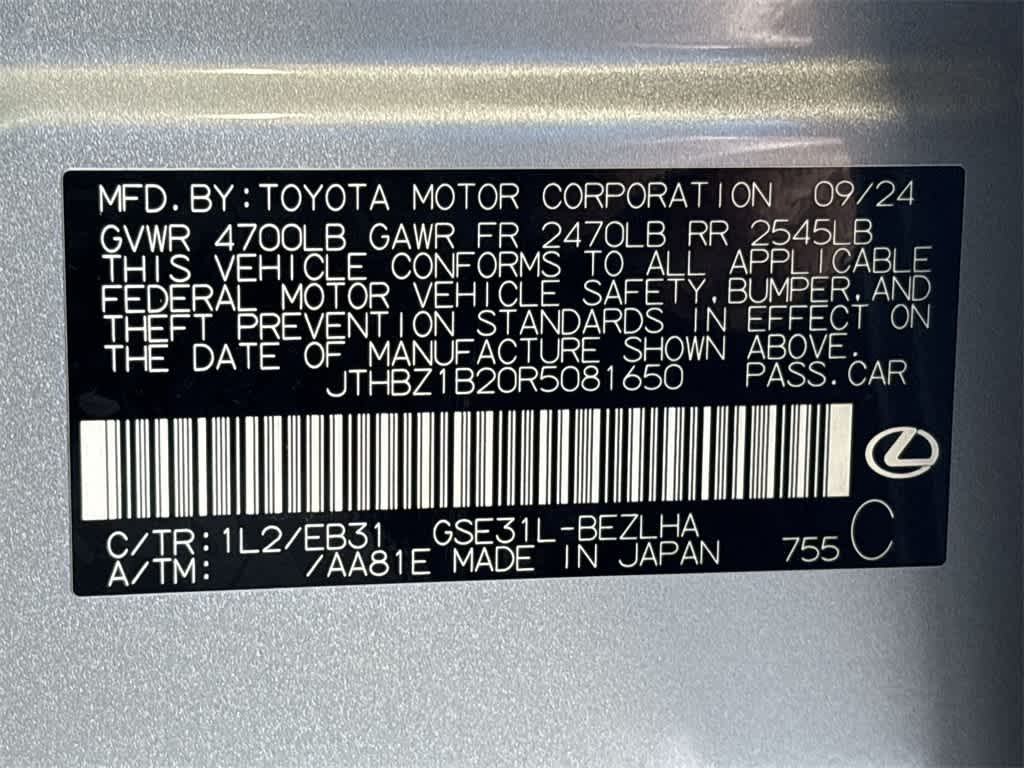 MFD.BY:TOYOTA MOTOR CORPORATION 09/24
GVWR 4700LB GAWR FR 2470LB RR 2545LB
THIS VEHICLE CONFORMS TO ALL APPLICABLE
FEDERAL MOTOR VEHICLE SAFETY,BUMPER,AND
THEFT PREVENTION STANDARDS IN EFFECT ON
THE DATE OF MANUFACTURE SHOWN ABOVE.
JTHBZ1B20R5081650 PASS.CAR
C/TR:1L2/EB31 GSE31L-BEZLHA
A/TM: /AA81E MADE IN JAPAN 755 C